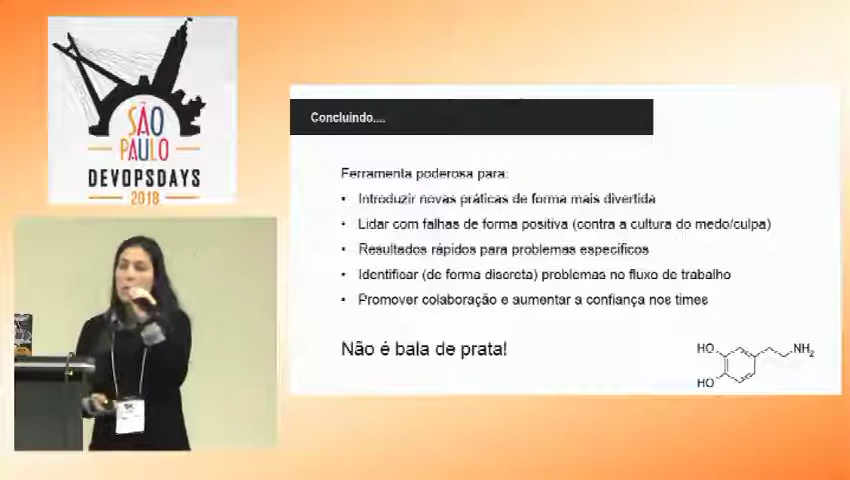 SÃO
PAULO
DEVOPSDAYS
2018
Concluindo....
Ferramenta poderosa para:
• Introduzir novas práticas de forma mais divertida
• Lidar com falhas de forma positiva (contra a cultura do medo/culpa)
• Resultados rápidos para problemas específicos
• Identificar (de forma discreta) problemas no fluxo de trabalho
• Promover colaboração e aumentar a confiança nos times
Não é bala de prata!
HO
NH2
HO